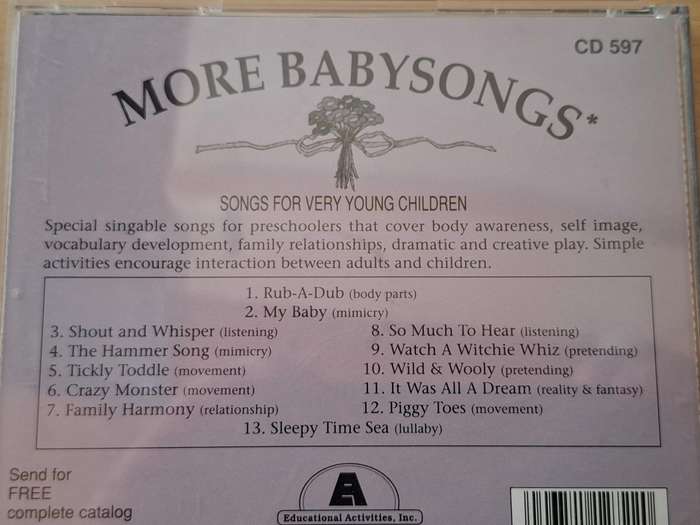 CD 597
MORE BABYSONGS*
SONGS FOR VERY YOUNG CHILDREN
Special singable songs for preschoolers that cover body awareness, self image,
vocabulary development, family relationships, dramatic and creative play. Simple
activities encourage interaction between adults and children.
1. Rub-A-Dub (body parts)
2. My Baby (mimicry)
3. Shout and Whisper (listening)
4. The Hammer Song (mimicry)
5. Tickly Toddle (movement)
6. Crazy Monster (movement)
7. Family Harmony (relationship)
8. So Much To Hear (listening)
9. Watch A Witchie Whiz (pretending)
10. Wild & Wooly (pretending)
11. It Was All A Dream (reality & fantasy)
12. Piggy Toes (movement)
13. Sleepy Time Sea (lullaby)
Send for
FREE
complete catalog
EA
Educational Activities, Inc.